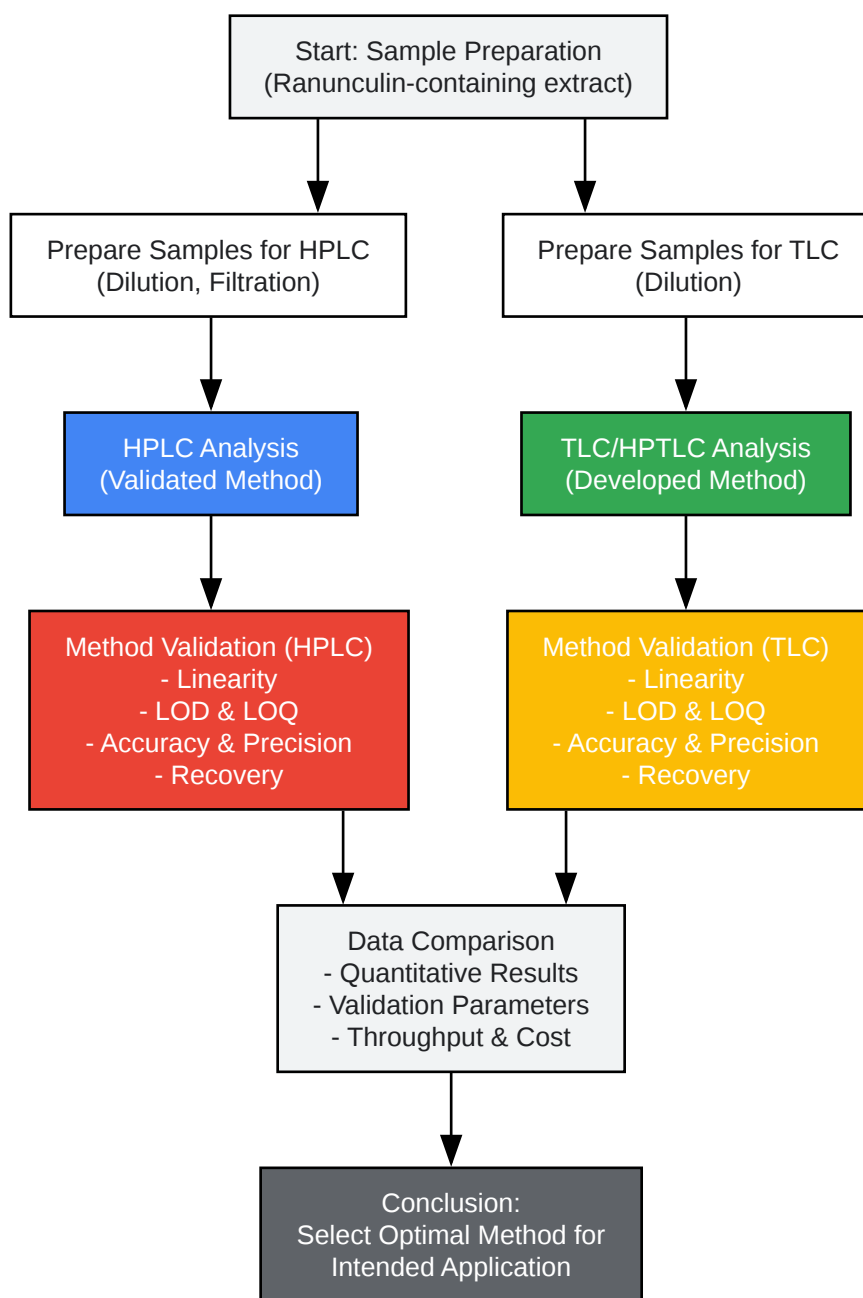 Start: Sample Preparation
(Ranunculin-containing extract)
Prepare Samples for HPLC
(Dilution, Filtration)
Prepare Samples for TLC
(Dilution)
HPLC Analysis
(Validated Method)
TLC/HPTLC Analysis
(Developed Method)
Method Validation (HPLC)
- Linearity
- LOD & LOQ
- Accuracy & Precision
- Recovery
Method Validation (TLC)
- Linearity
- LOD & LOQ
- Accuracy & Precision
- Recovery
Data Comparison
- Quantitative Results
- Validation Parameters
- Throughput & Cost
Conclusion:
Select Optimal Method for
Intended Application